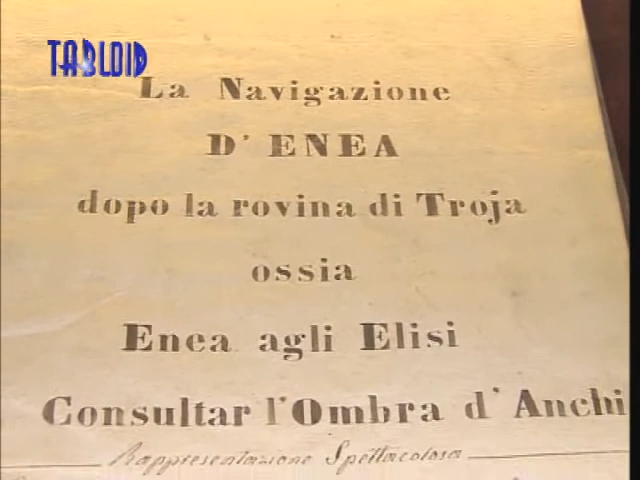 TABLOID
La Navigazione
D' ENEA
dopo la rovina di Troja
ossia
Enea agli Elisi
Consultar l'Ombra d' Anchi
Rappresentazione Spettacolosa